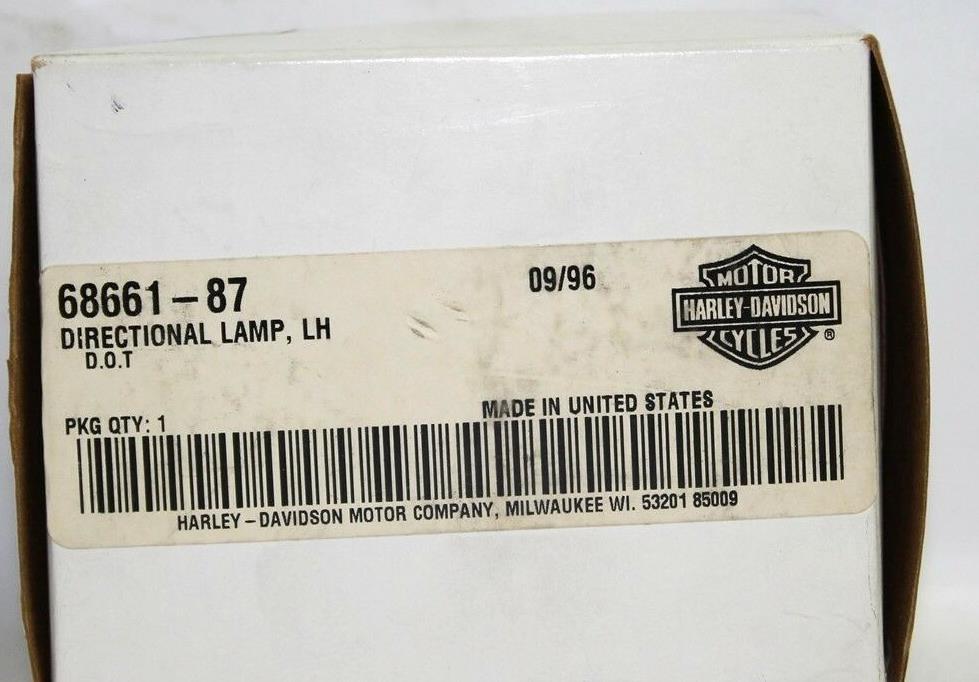 68661-87
09/96
MOTOR
HARLEY-DAVIDSON
CYCLES ®
DIRECTIONAL LAMP, LH
D.O.T
PKG QTY: 1
MADE IN UNITED STATES
HARLEY-DAVIDSON MOTOR COMPANY, MILWAUKEE WI. 53201 85009